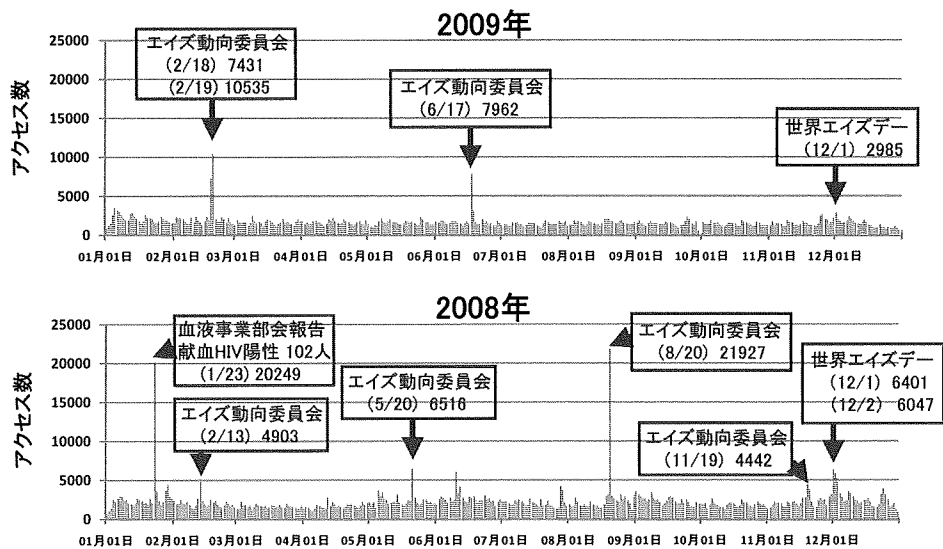 2009年
アクセス数
25000
20000
15000
10000
5000
0
エイズ動向委員会
(2/18) 7431
(2/19) 10535
エイズ動向委員会
(6/17) 7962
世界エイズデー
(12/1) 2985
01月01日 02月01日 03月01日 04月01日 05月01日 06月01日 07月01日 08月01日 09月01日 10月01日 11月01日 12月01日
2008年
アクセス数
25000
20000
15000
10000
5000
0
血液事業部会報告
献血HIV陽性 102人
(1/23) 20249
エイズ動向委員会
(2/13) 4903
エイズ動向委員会
(5/20) 6516
エイズ動向委員会
(8/20) 21927
エイズ動向委員会
(11/19) 4442
世界エイズデー
(12/1) 6401
(12/2) 6047
01月01日 02月01日 03月01日 04月01日 05月01日 06月01日 07月01日 08月01日 09月01日 10月01日 11月01日 12月01日